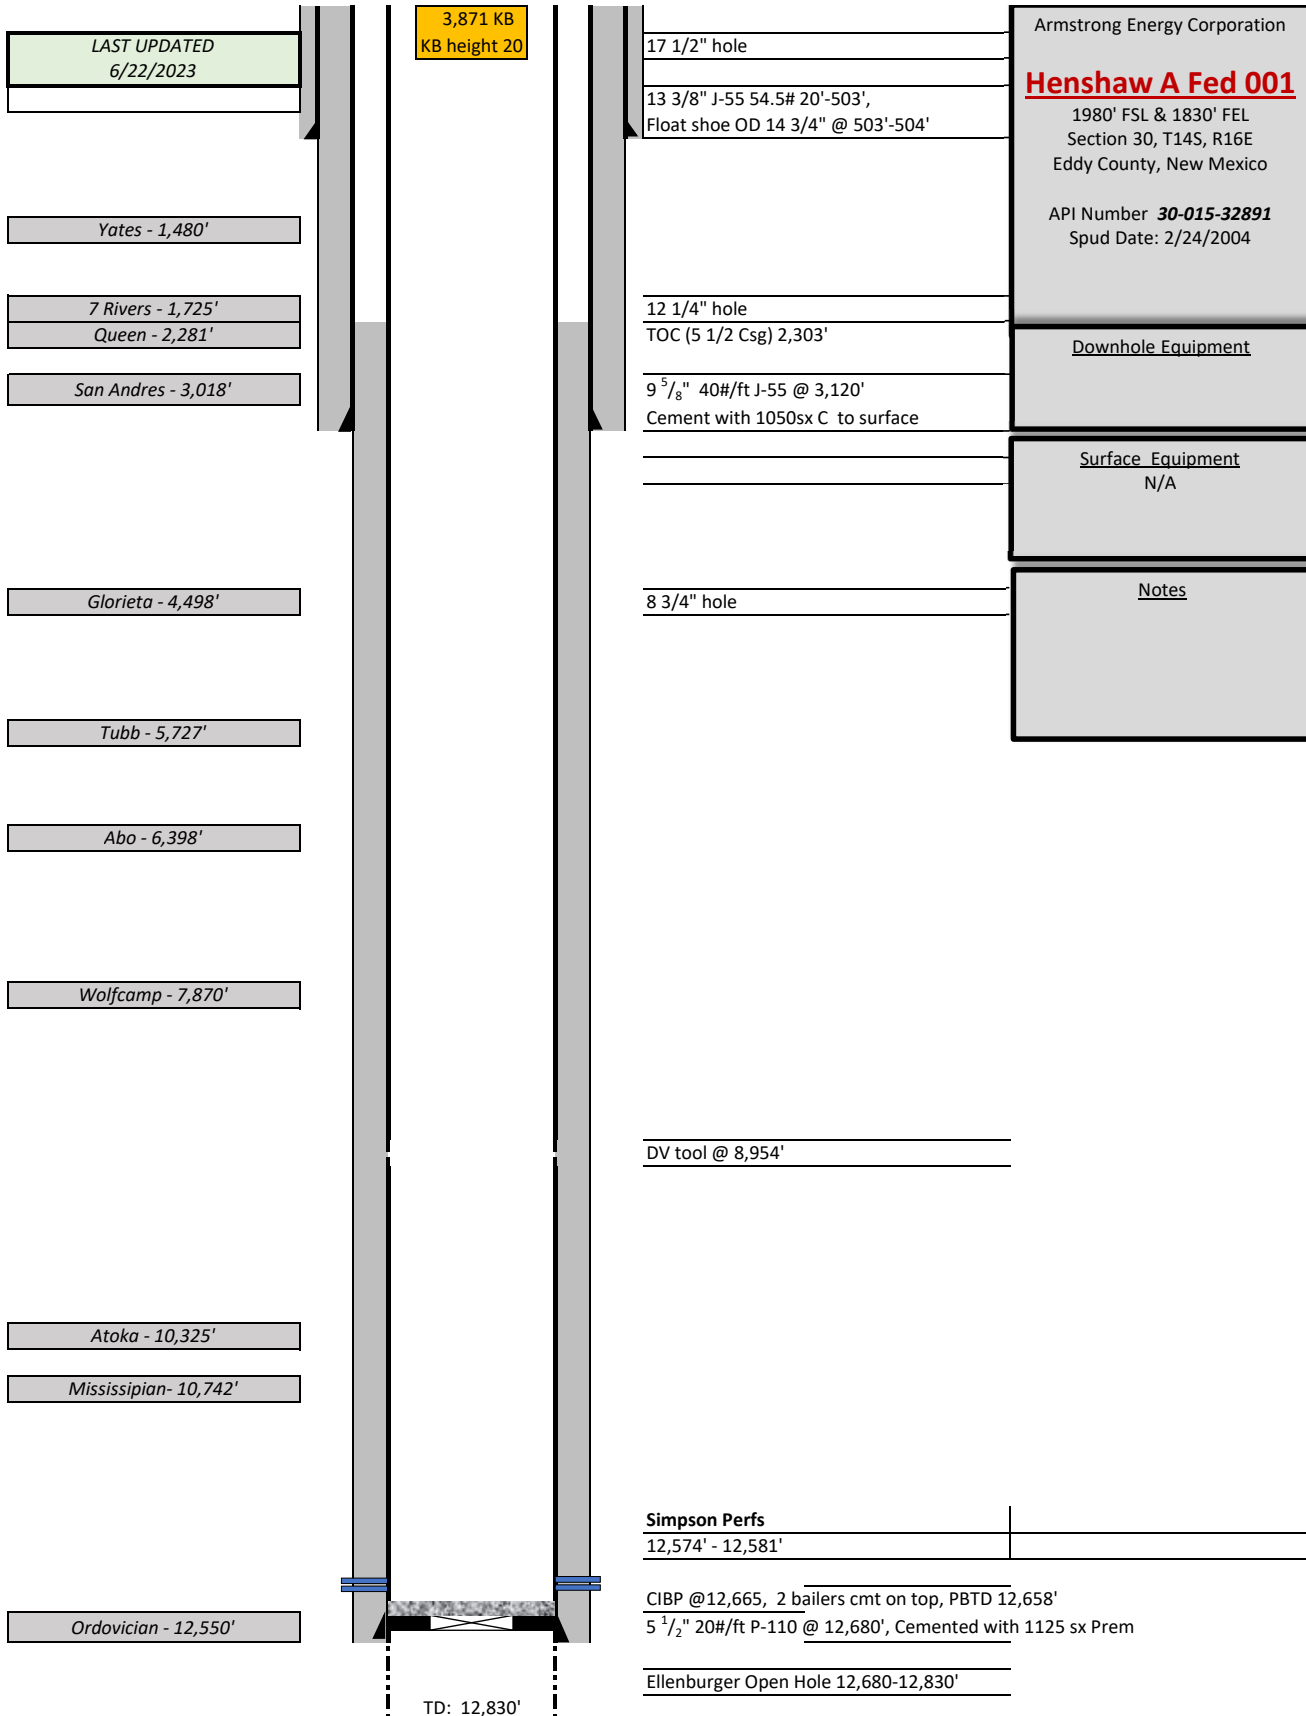 3,871 KB
KB height 20
LAST UPDATED
6/22/2023
Yates - 1,480'
7 Rivers - 1,725'
Queen - 2,281'
San Andres - 3,018'
Glorieta - 4,498'
Tubb - 5,727'
Abo - 6,398'
Wolfcamp - 7,870'
Atoka - 10,325'
Mississipian- 10,742'
Ordovician - 12,550'
17 1/2" hole
13 3/8" J-55 54.5# 20'-503',
Float shoe OD 14 3/4" @ 503'-504'
12 1/4" hole
TOC (5 1/2 Csg) 2,303'
9 5/8" 40#/ft J-55 @ 3,120'
Cement with 1050sx C to surface
8 3/4" hole
DV tool @ 8,954'
Simpson Perfs
12,574' - 12,581'
CIBP @12,665, 2 bailers cmt on top, PBTD 12,658'
5 1/2" 20#/ft P-110 @ 12,680', Cemented with 1125 sx Prem
Ellenburger Open Hole 12,680-12,830'
TD: 12,830'
Armstrong Energy Corporation
Henshaw A Fed 001
1980' FSL & 1830' FEL
Section 30, T14S, R16E
Eddy County, New Mexico
API Number 30-015-32891
Spud Date: 2/24/2004
Downhole Equipment
Surface Equipment
N/A
Notes